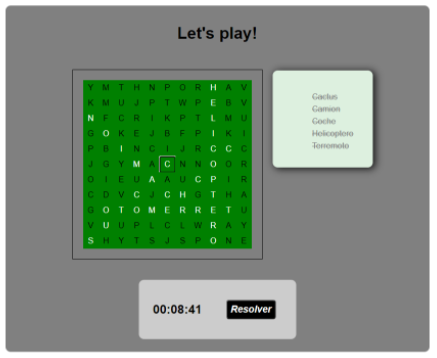 Let's play!
Y M T H N P O R H A V
K M U J P T W P E B V
N F C R I K P T L M U
G O K E J B F P I K I
P B I N C I J R C C C
J G Y M A C N N O O R
O I E U A A U C P I R
C D V C J C H G T H A
G O T O M E R R E T U
V U U P L C L W R A Y
S H Y T S J S P O N E
Cactus
Camion
Coche
Helicoptero
Terremoto
00:08:41
Resolver